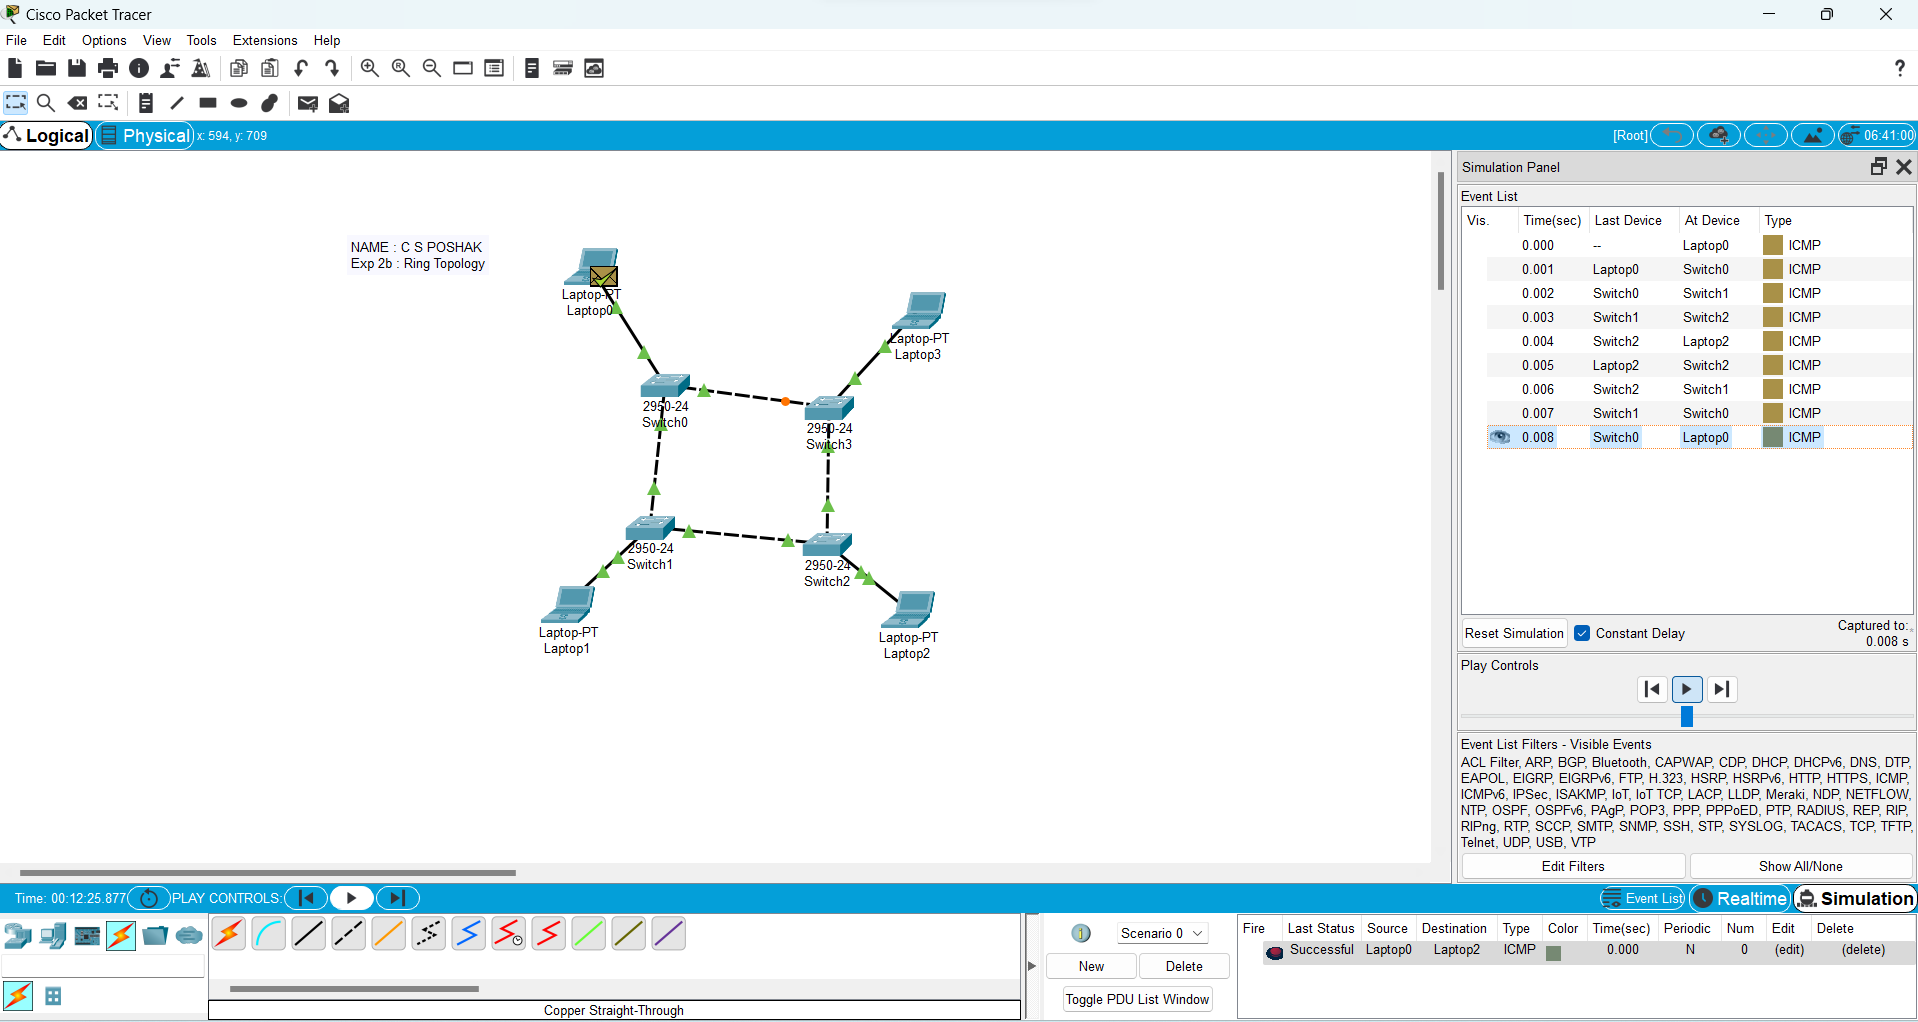 Cisco Packet Tracer
File Edit Options View Tools Extensions Help
?
Logical Physical x: 594, y: 709 [Root] 06:41:00
NAME : C S POSHAK
Exp 2b : Ring Topology
Laptop-PT
Laptop0
Laptop-PT
Laptop3
2950-24
Switch0
2950-24
Switch3
2950-24
Switch1
2950-24
Switch2
Laptop-PT
Laptop1
Laptop-PT
Laptop2
Simulation Panel
Event List
Vis. Time(sec) Last Device At Device Type
0.000 -- Laptop0 ICMP
0.001 Laptop0 Switch0 ICMP
0.002 Switch0 Switch1 ICMP
0.003 Switch1 Switch2 ICMP
0.004 Switch2 Laptop2 ICMP
0.005 Laptop2 Switch2 ICMP
0.006 Switch2 Switch1 ICMP
0.007 Switch1 Switch0 ICMP
0.008 Switch0 Laptop0 ICMP
Reset Simulation Constant Delay Captured to:
0.008 s
Play Controls
Event List Filters - Visible Events
ACL Filter, ARP, BGP, Bluetooth, CAPWAP, CDP, DHCP, DHCPv6, DNS, DTP,
EAPOL, EIGRP, EIGRPv6, FTP, H.323, HSRP, HSRPv6, HTTP, HTTPS, ICMP,
ICMPv6, IPSec, ISAKMP, IoT, IoT TCP, LACP, LLDP, Meraki, NDP, NETFLOW,
NTP, OSPF, OSPFv6, PAgP, POP3, PPP, PPPoED, PTP, RADIUS, REP, RIP,
RIPng, RTP, SCCP, SMTP, SNMP, SSH, STP, SYSLOG, TACACS, TCP, TFTP,
Telnet, UDP, USB, VTP
Edit Filters Show All/None
Time: 00:12:25.877 PLAY CONTROLS: Event List Realtime Simulation
Copper Straight-Through
Scenario 0
New Delete
Toggle PDU List Window
Fire Last Status Source Destination Type Color Time(sec) Periodic Num Edit Delete
Successful Laptop0 Laptop2 ICMP 0.000 N 0 (edit) (delete)